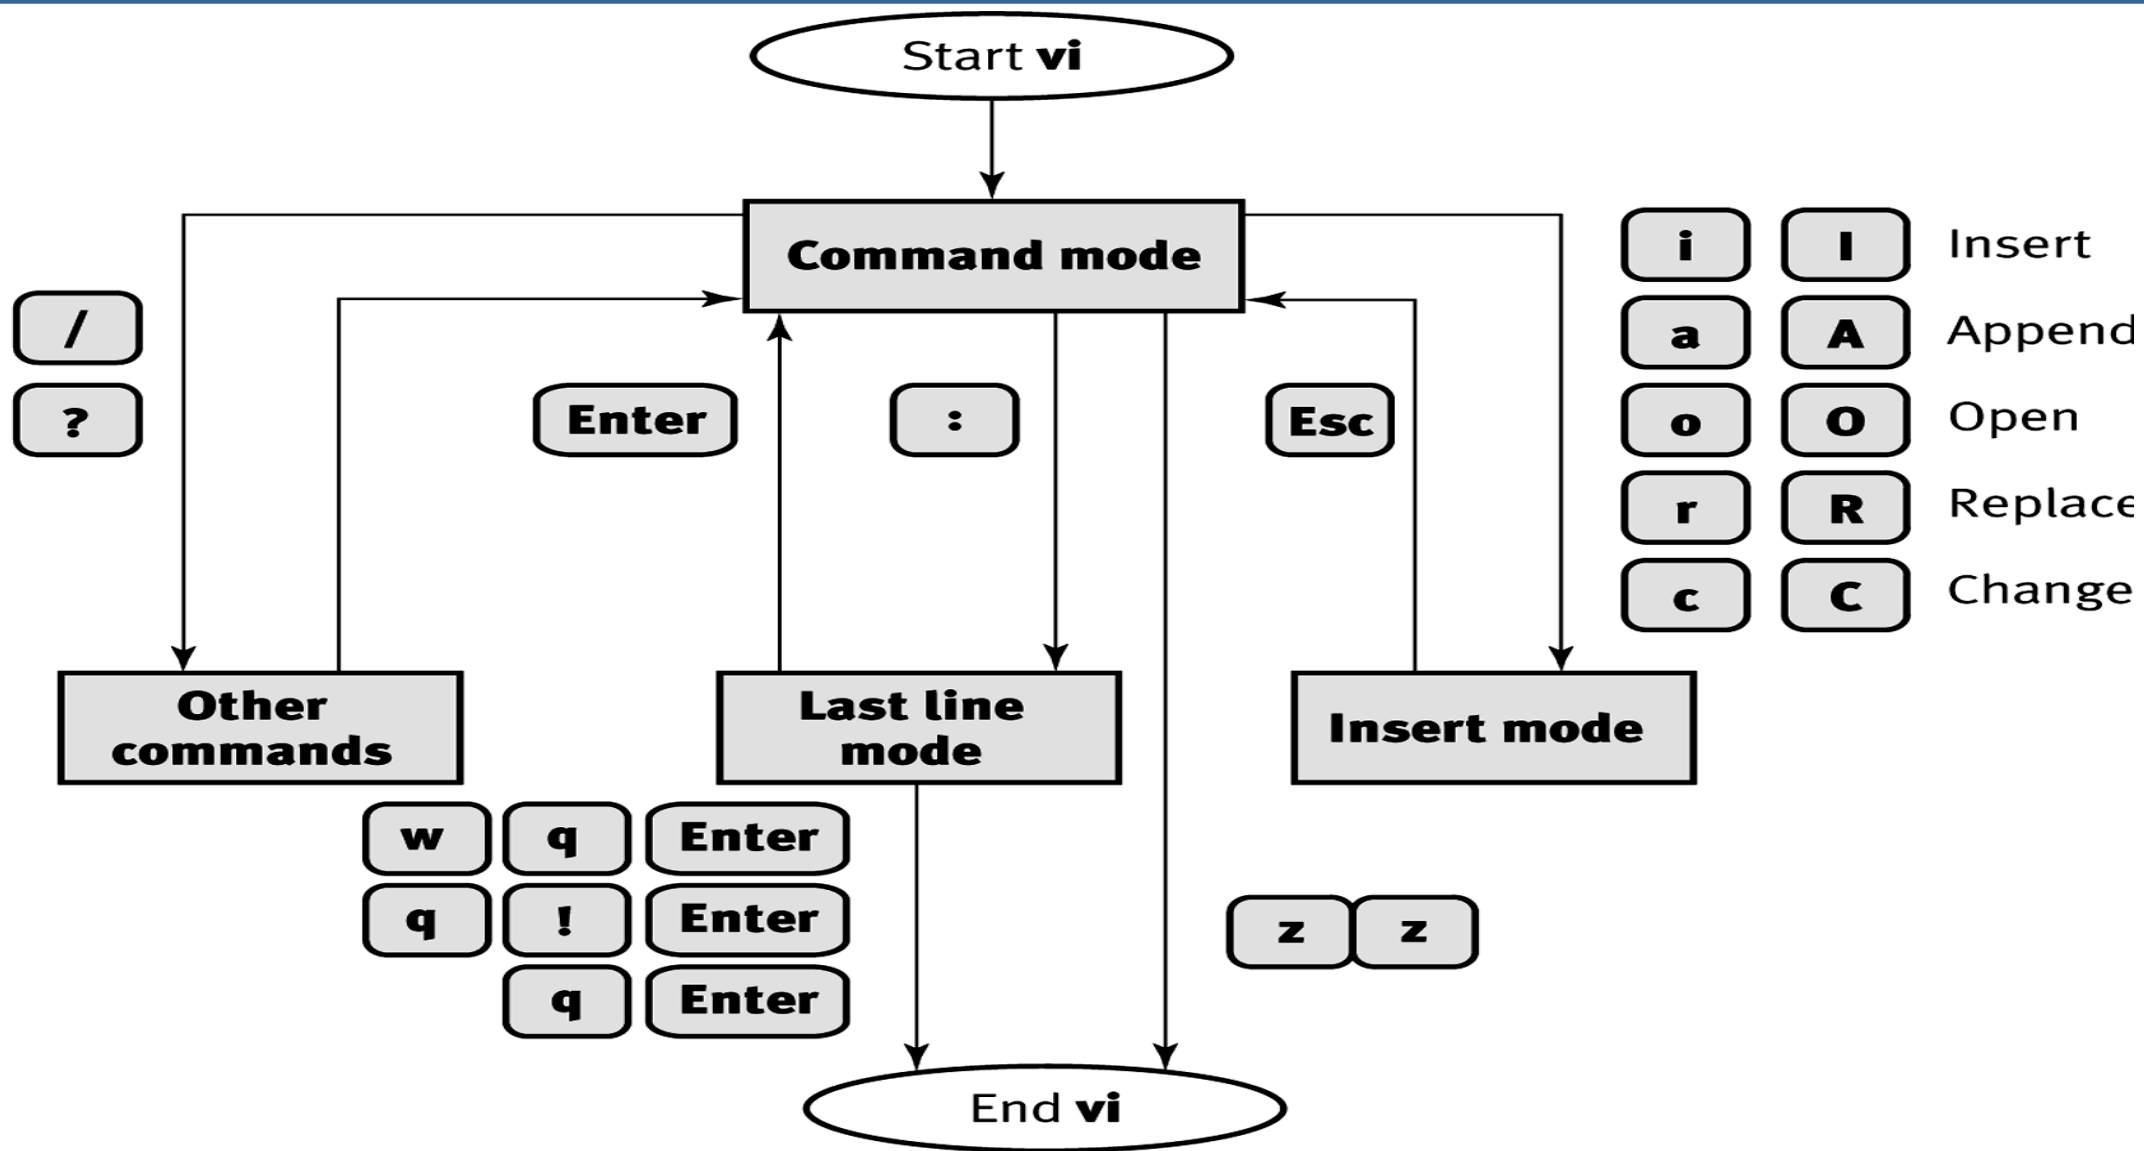 Start vi
Command mode
i I Insert
a A Append
o O Open
r R Replace
c C Change
/
?
Enter
:
Esc
Other
commands
Last line
mode
Insert mode
w q Enter
q ! Enter
q Enter
z z
End vi